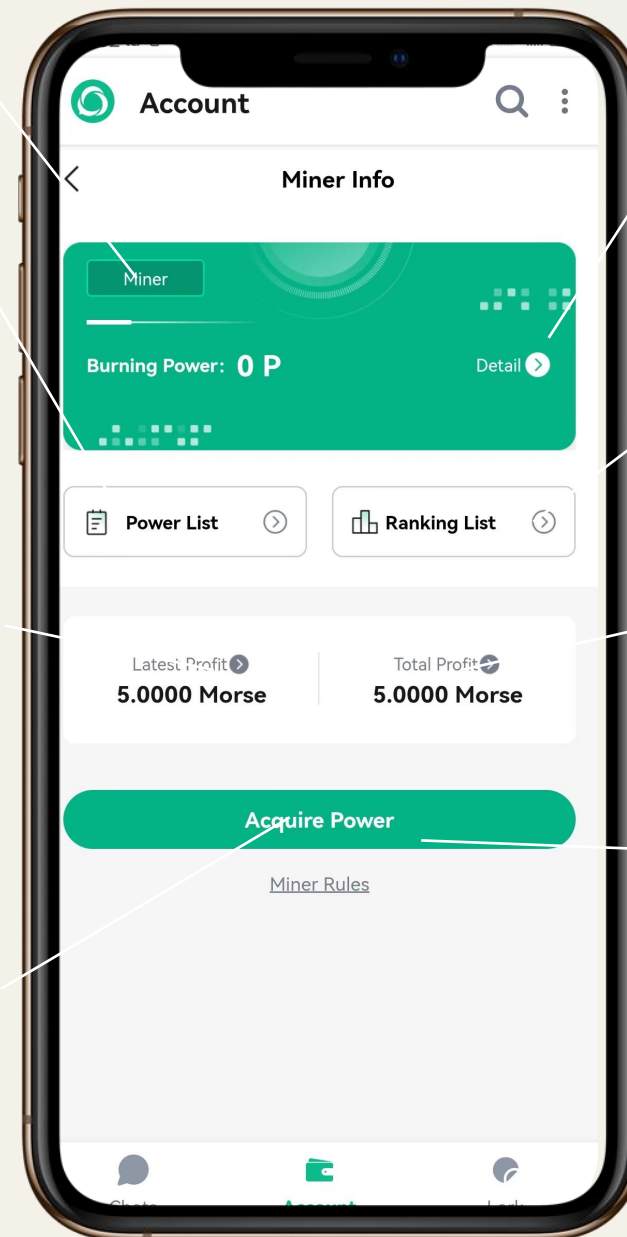 Account
Miner Info
Miner
Burning Power: 0 P
Detail
Power List
Ranking List
Latest Profit
Total Profit
5.0000 Morse
5.0000 Morse
Acquire Power
Miner Rules
Account